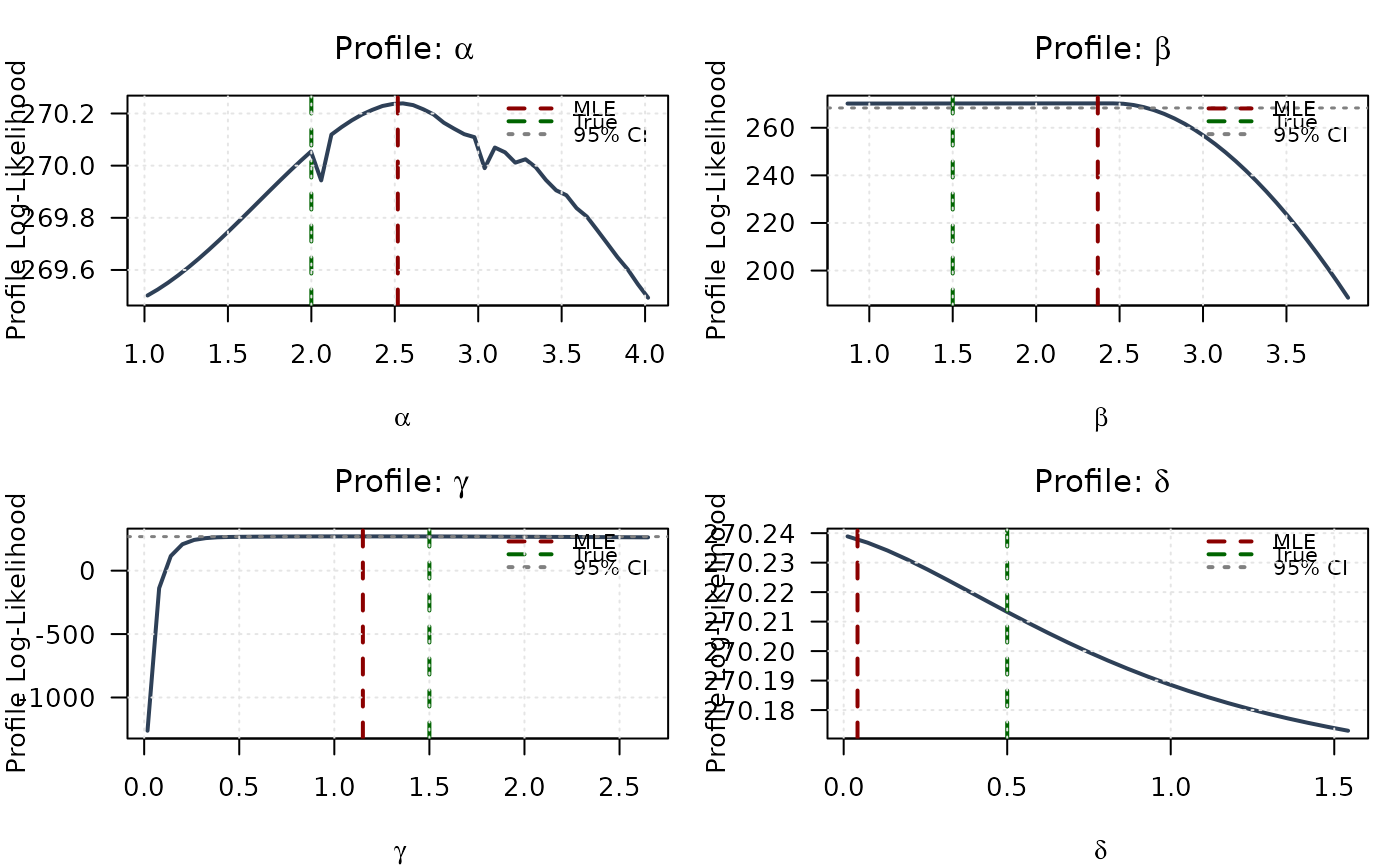 Profile: α
Profile Log-Likelihood
270.2
270.0
269.8
269.6
MLE
True
95% CI
1.0 1.5 2.0 2.5 3.0 3.5 4.0
α
Profile: β
Profile Log-Likelihood
260
240
220
200
MLE
True
95% CI
1.0 1.5 2.0 2.5 3.0 3.5
β
Profile: γ
Profile Log-Likelihood
0
-500
-1000
MLE
True
95% CI
0.0 0.5 1.0 1.5 2.0 2.5
γ
Profile: δ
Profile Log-Likelihood
270.24
270.23
270.22
270.21
270.20
270.19
270.18
MLE
True
95% CI
0.0 0.5 1.0 1.5
δ